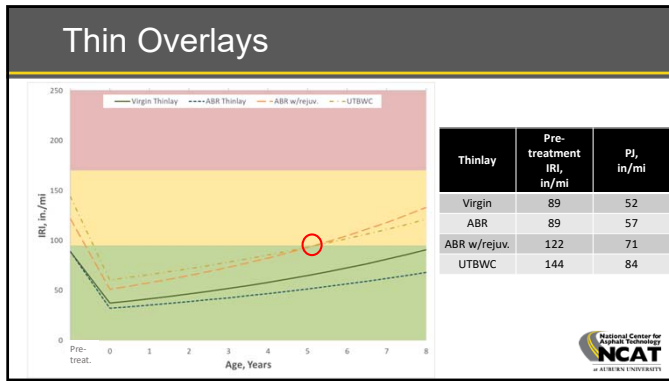 Thin Overlays
250
200
150
100
50
0
IRI, in./mi
Virgin Thinlay
ABR Thinlay
ABR w/rejuv.
UTBWC
Pre-
treat.
0 1 2 3 4 5 6 7 8
Age, Years
Thinlay Pre-treatment IRI, in/mi PJ, in/mi
Virgin 89 52
ABR 89 57
ABR w/rejuv. 122 71
UTBWC 144 84
National Center for
Asphalt Technology
NCAT
at AUBURN UNIVERSITY